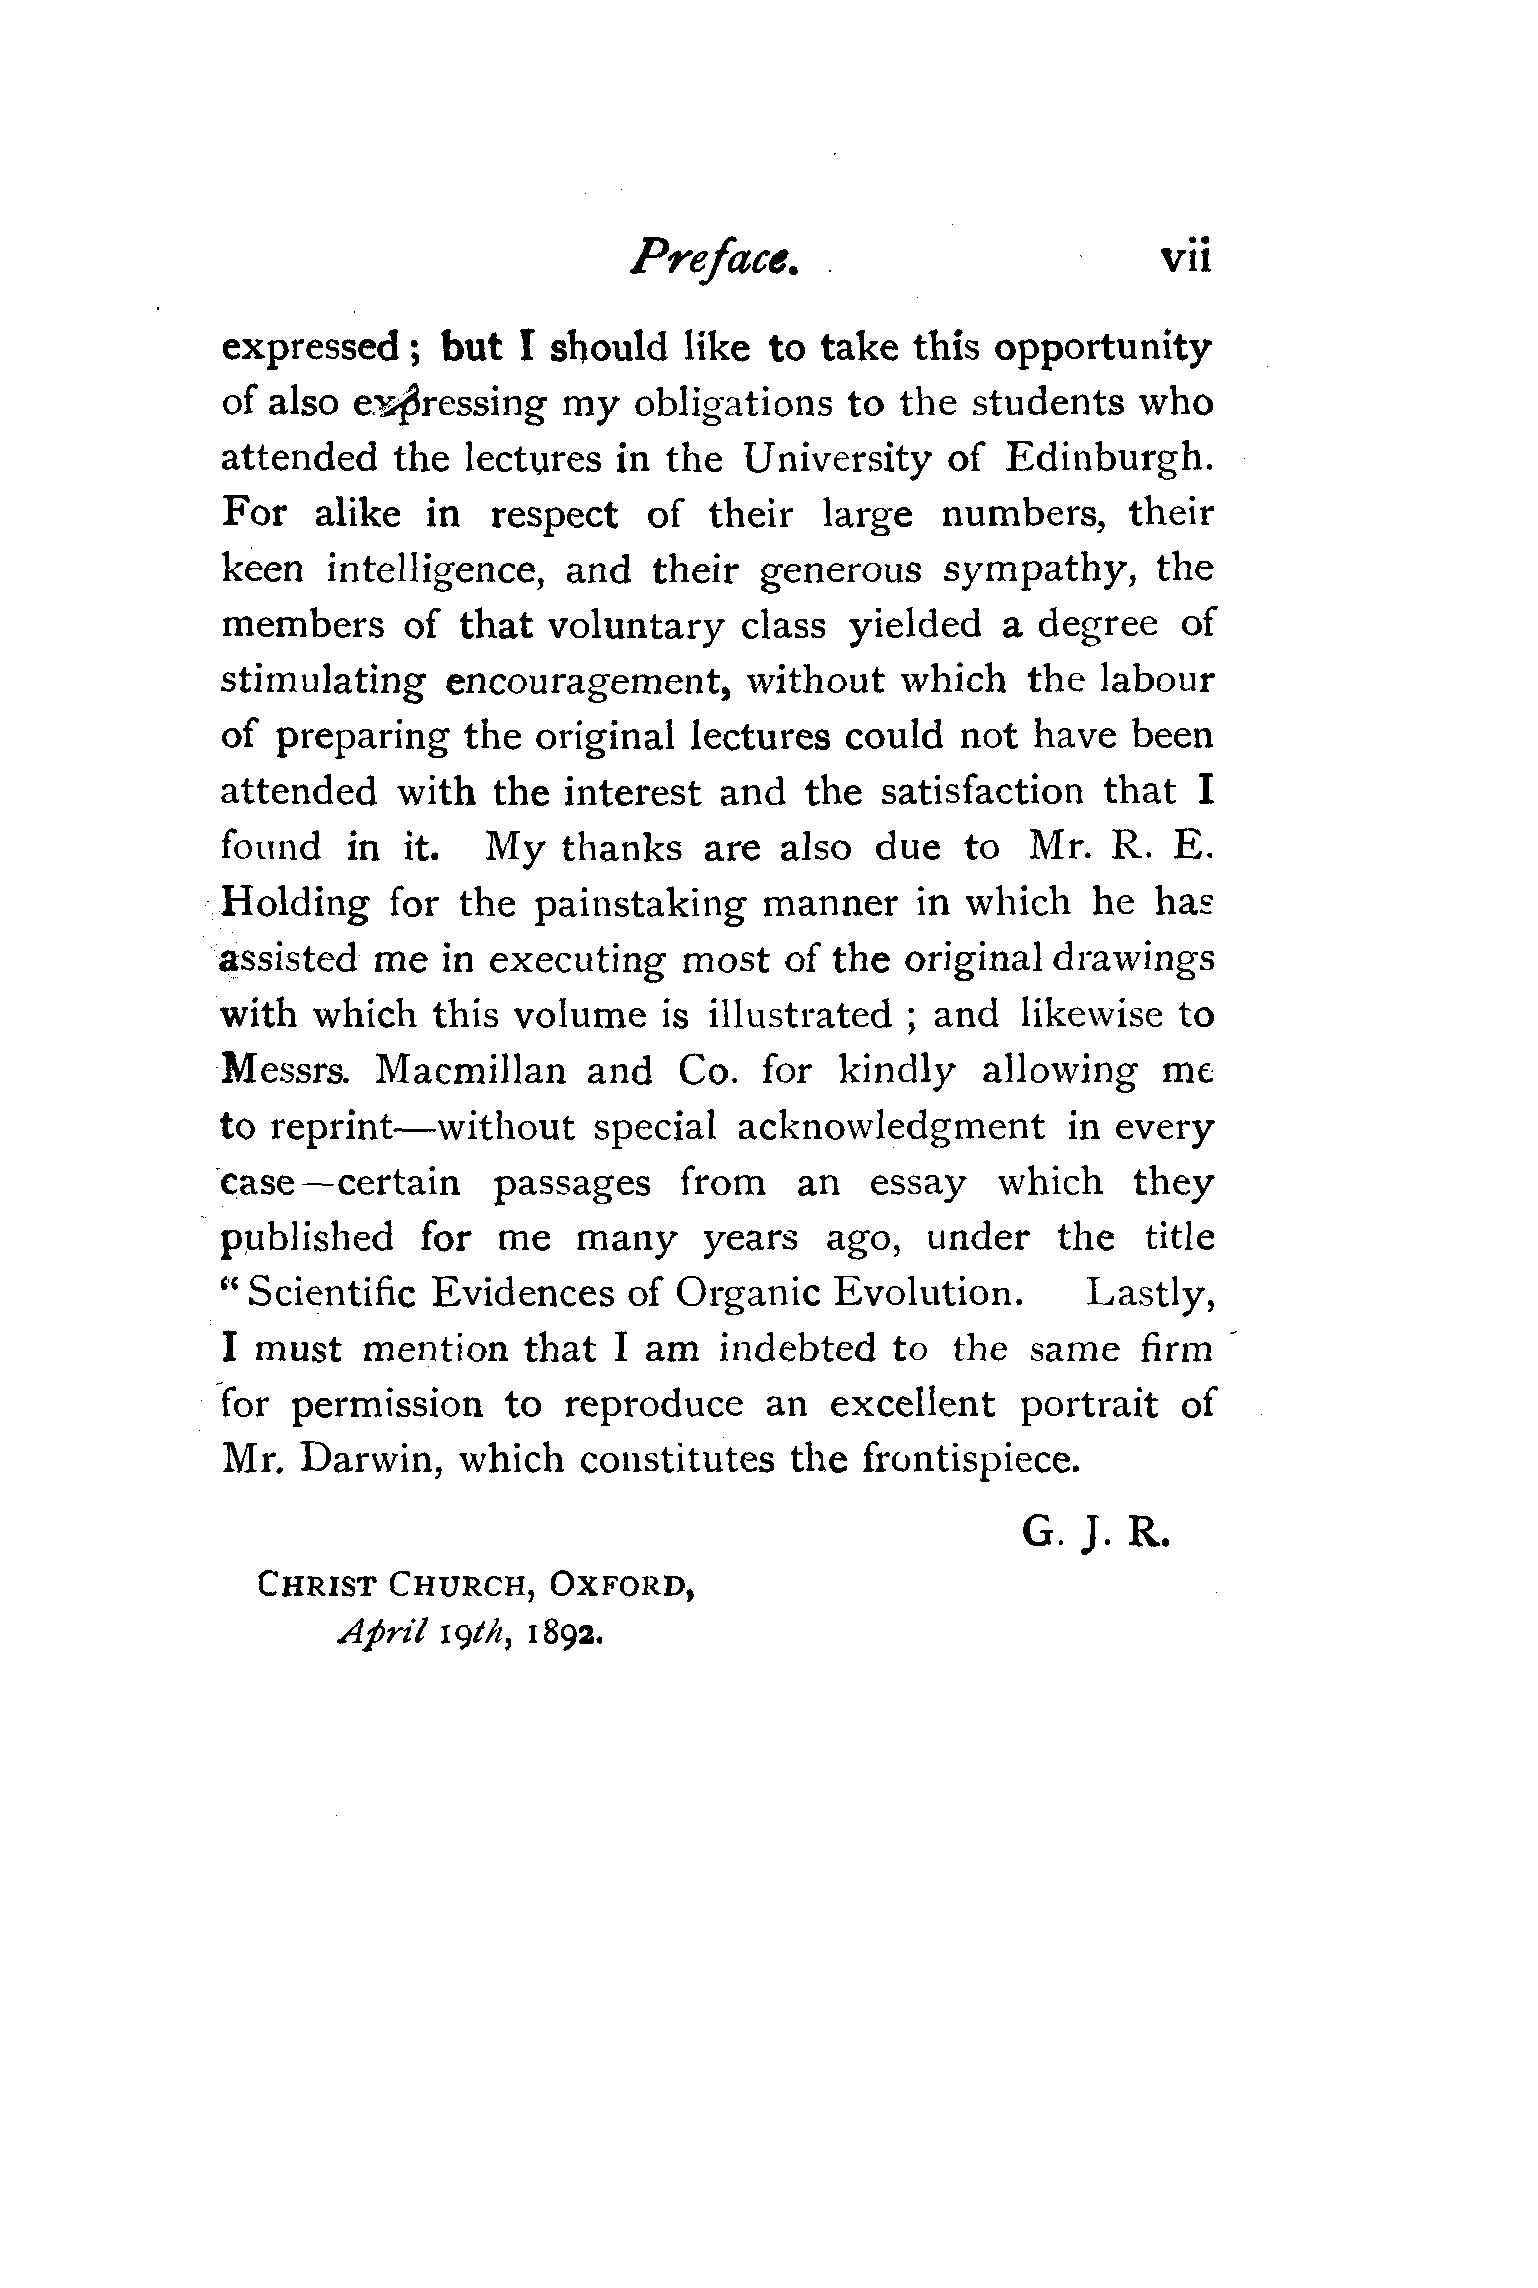 Preface. vii
expressed ; but I should like to take this opportunity
of also expressing my obligations to the students who
attended the lectures in the University of Edinburgh.
For alike in respect of their large numbers, their
keen intelligence, and their generous sympathy, the
members of that voluntary class yielded a degree of
stimulating encouragement, without which the labour
of preparing the original lectures could not have been
attended with the interest and the satisfaction that I
found in it. My thanks are also due to Mr. R. E.
Holding for the painstaking manner in which he has
assisted me in executing most of the original drawings
with which this volume is illustrated ; and likewise to
Messrs. Macmillan and Co. for kindly allowing me
to reprint—without special acknowledgment in every
case—certain passages from an essay which they
published for me many years ago, under the title
“ Scientific Evidences of Organic Evolution. Lastly,
I must mention that I am indebted to the same firm
for permission to reproduce an excellent portrait of
Mr. Darwin, which constitutes the frontispiece.
G. J. R.
CHRIST CHURCH, OXFORD,
April 19th, 1892.